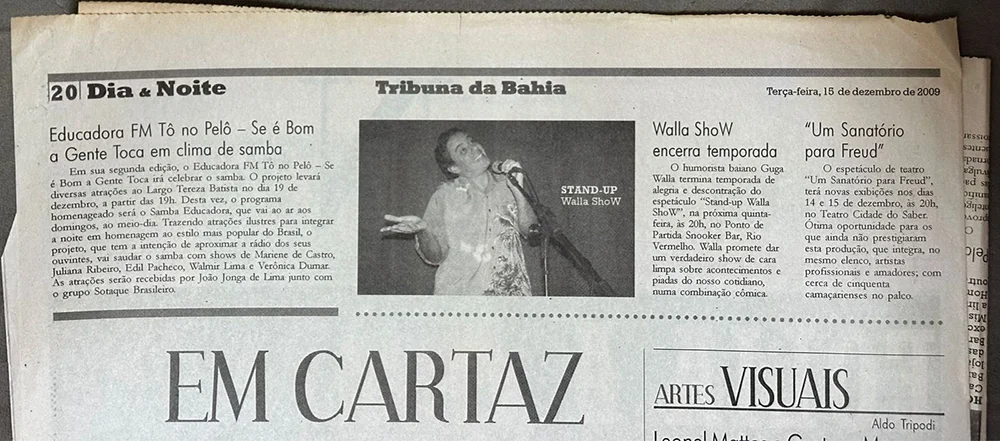 20 Dia & Noite
Tribuna da Bahia
Terça-feira, 15 de dezembro de 2009
Educadora FM Tô no Pelô – Se é Bom
a Gente Toca em clima de samba
Em sua segunda edição, o Educadora FM Tô no Pelô – Se
é Bom a Gente Toca irá celebrar o samba. O projeto levará
diversas atrações ao Largo Tereza Batista no dia 19 de
dezembro, a partir das 19h. Desta vez, o programa
homenageado será o Samba Educadora, que vai ao ar aos
domingos, ao meio-dia. Trazendo atrações ilustres para integrar
a noite em homenagem ao estilo mais popular do Brasil, o
projeto, que tem a intenção de aproximar a rádio dos seus
ouvintes, vai saudar o samba com shows de Mariene de Castro,
Juliana Ribeiro, Edil Pacheco, Walmir Lima e Verônica Dumar.
As atrações serão recebidas por João Jonga de Lima junto com
o grupo Sotaque Brasileiro.
STAND-UP
Walla ShoW
Walla ShoW
encerra temporada
O humorista baiano Guga
Walla termina temporada de
alegria e descontração do
espetáculo “Stand-up Walla
ShoW”, na próxima quinta-
feira, às 20h, no Ponto de
Partida Snooker Bar, Rio
Vermelho. Walla promete dar
um verdadeiro show de cara
limpa sobre acontecimentos e
piadas do nosso cotidiano,
numa combinação cômica.
“Um Sanatório
para Freud”
O espetáculo de teatro
“Um Sanatório para Freud”,
terá novas exibições nos dias
14 e 15 de dezembro, às 20h,
no Teatro Cidade do Saber.
Ótima oportunidade para os
que ainda não prestigiaram
esta produção, que integra, no
mesmo elenco, artistas
profissionais e amadores; com
cerca de cinquenta
camaçarienses no palco.
EM CARTAZ
ARTES VISUAIS
Aldo Tripodi